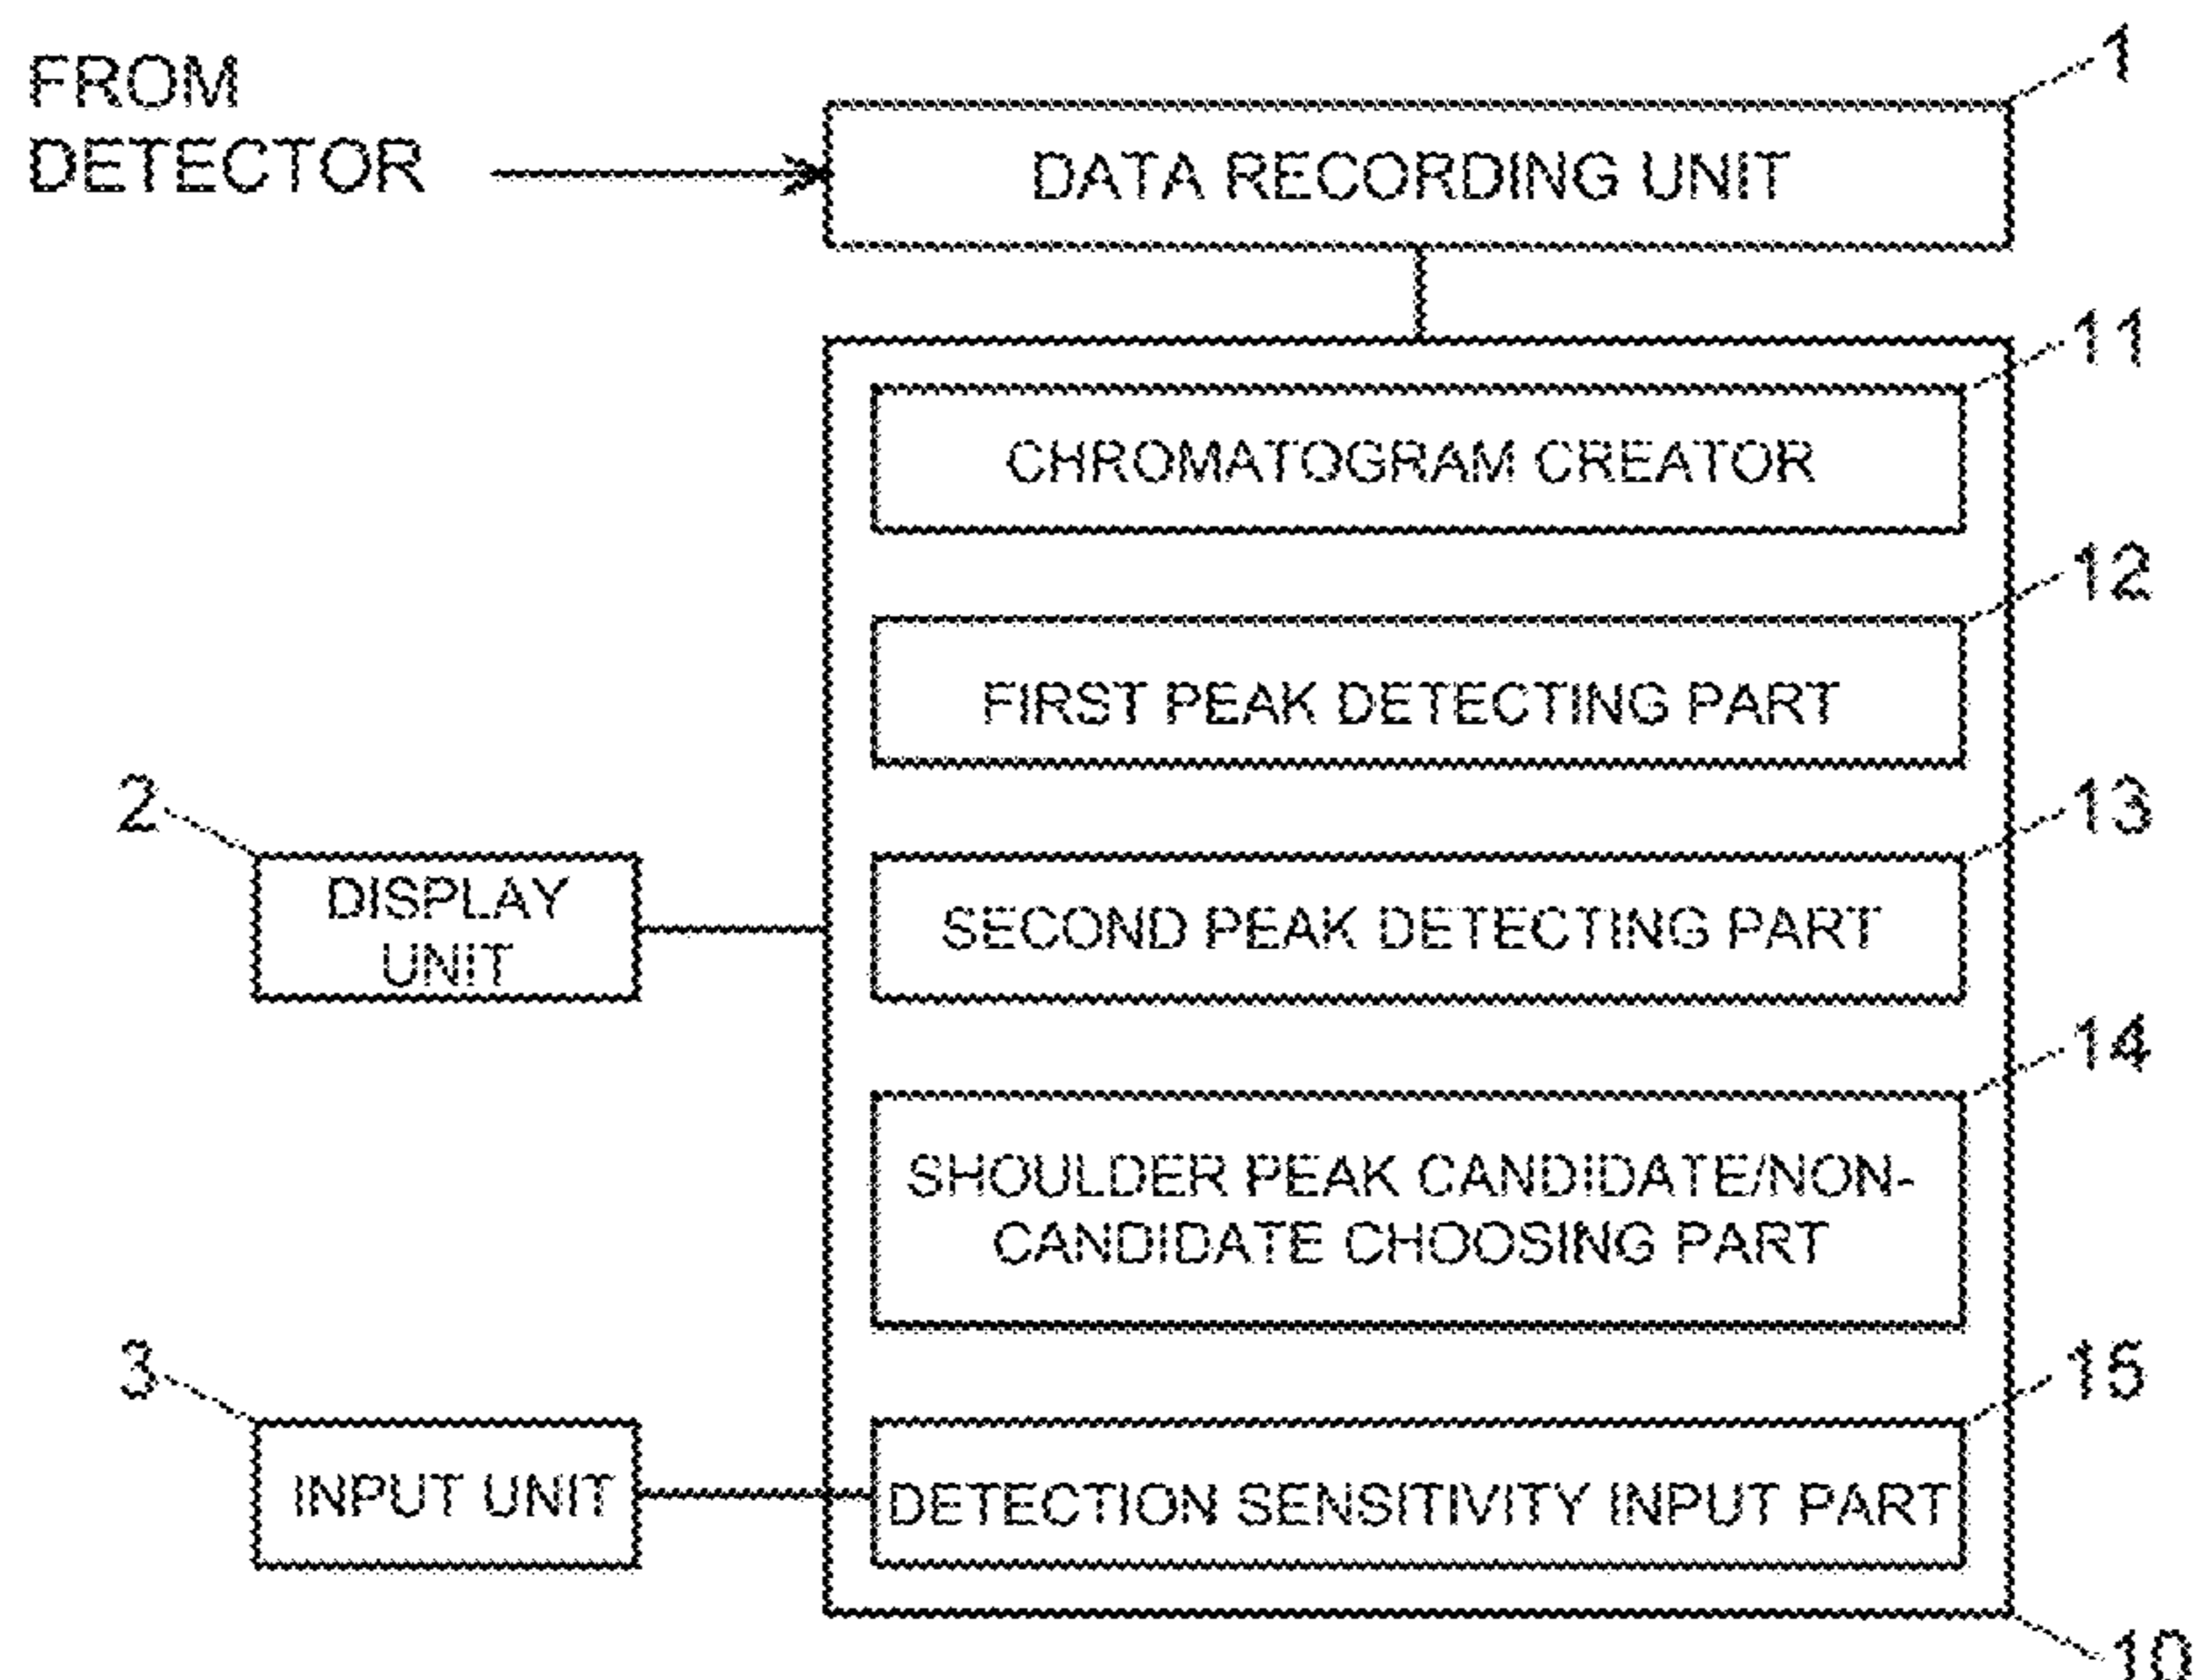 FROM
DETECTOR
1
DATA RECORDING UNIT
11
CHROMATOGRAM CREATOR
12
FIRST PEAK DETECTING PART
2
13
DISPLAY
UNIT
SECOND PEAK DETECTING PART
14
SHOULDER PEAK CANDIDATE/NON-
CANDIDATE CHOOSING PART
3
15
INPUT UNIT
DETECTION SENSITIVITY INPUT PART
10